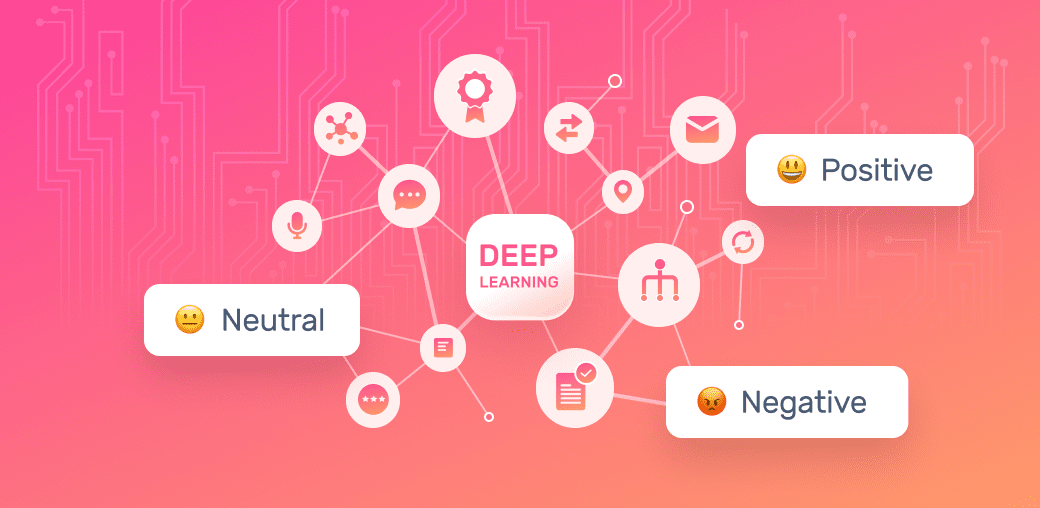 DEEP
LEARNING
Positive
Neutral
Negative